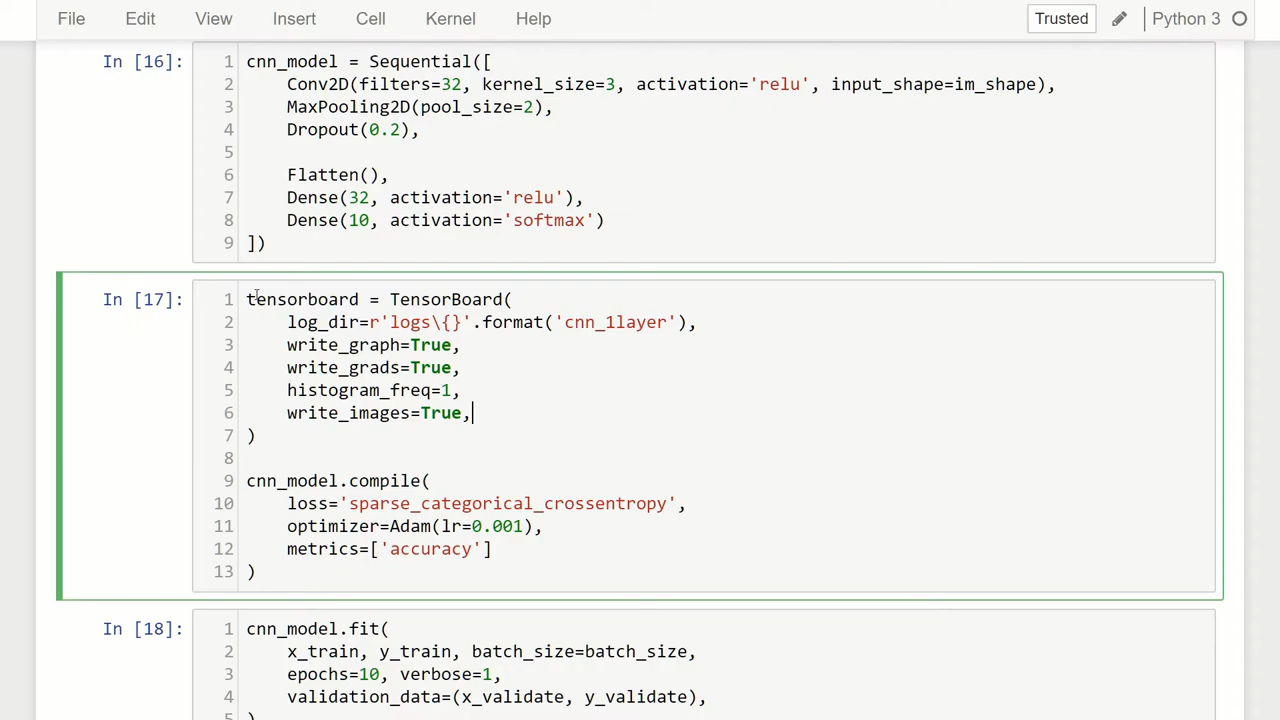 File Edit View Insert Cell Kernel Help Trusted Python 3
In [16]:
1 cnn_model = Sequential([
2     Conv2D(filters=32, kernel_size=3, activation='relu', input_shape=im_shape),
3     MaxPooling2D(pool_size=2),
4     Dropout(0.2),
5
6     Flatten(),
7     Dense(32, activation='relu'),
8     Dense(10, activation='softmax')
9 ])
In [17]:
1 tensorboard = TensorBoard(
2     log_dir=r'logs\{}'.format('cnn_1layer'),
3     write_graph=True,
4     write_grads=True,
5     histogram_freq=1,
6     write_images=True,
7 )
8
9 cnn_model.compile(
10     loss='sparse_categorical_crossentropy',
11     optimizer=Adam(lr=0.001),
12     metrics=['accuracy']
13 )
In [18]:
1 cnn_model.fit(
2     x_train, y_train, batch_size=batch_size,
3     epochs=10, verbose=1,
4     validation_data=(x_validate, y_validate),